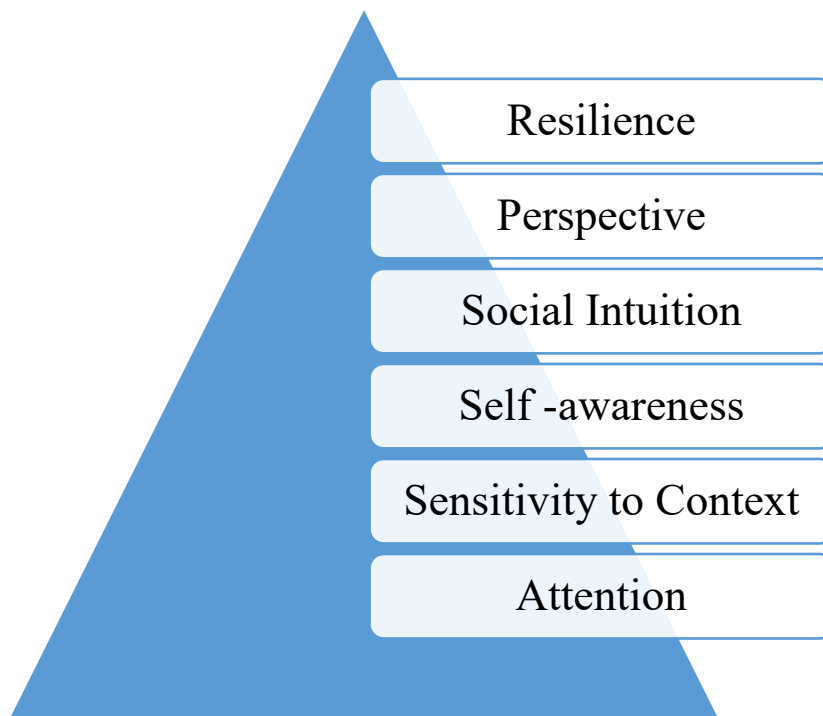 Resilience
Perspective
Social Intuition
Self -awareness
Sensitivity to Context
Attention